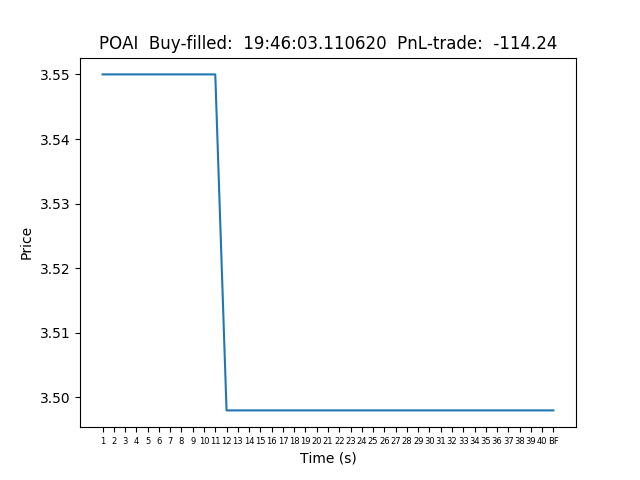 POAI  Buy-filled:  19:46:03.110620  PnL-trade:  -114.24
3.55
3.54
3.53
3.52
3.51
3.50
Price
1 2 3 4 5 6 7 8 9 10 11 12 13 14 15 16 17 18 19 20 21 22 23 24 25 26 27 28 29 30 31 32 33 34 35 36 37 38 39 40 BF
Time (s)